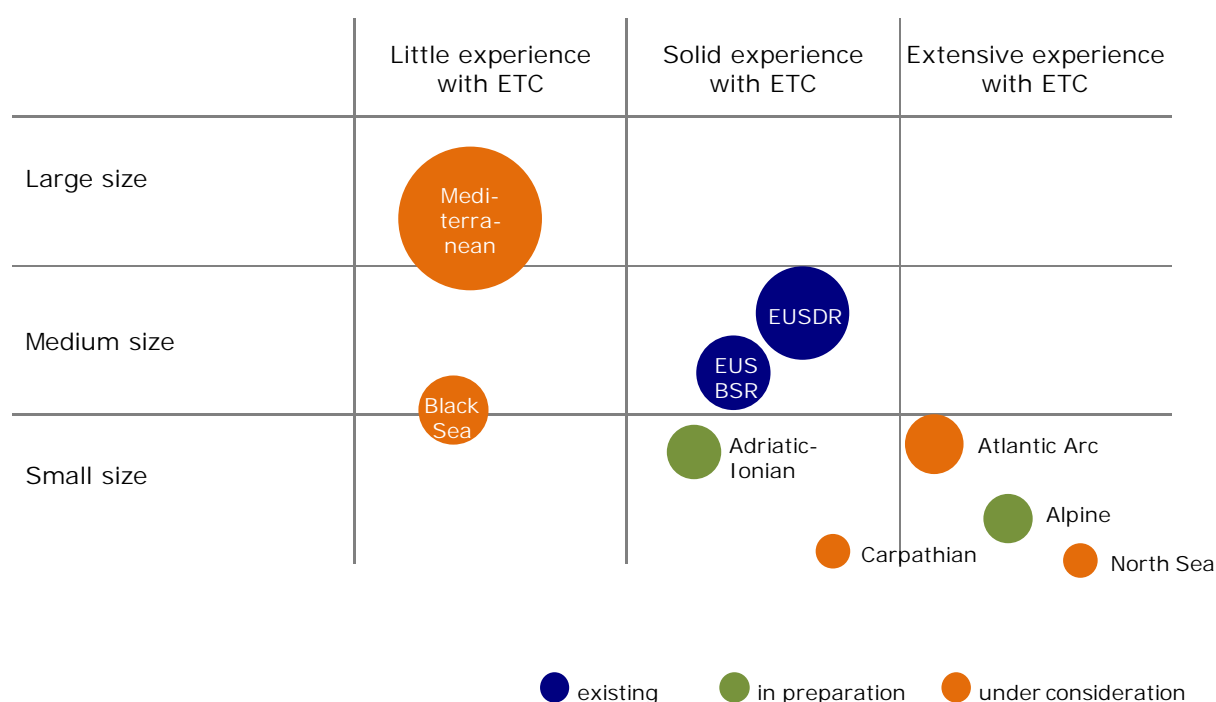 Little experience
with ETC
Solid experience
with ETC
Extensive experience
with ETC
Large size
Medi-
terra-
nean
Medium size
EUSDR
EUS
BSR
Black
Sea
Small size
Adriatic-
Ionian
Atlantic Arc
Alpine
Carpathian
North Sea
existing
in preparation
under consideration